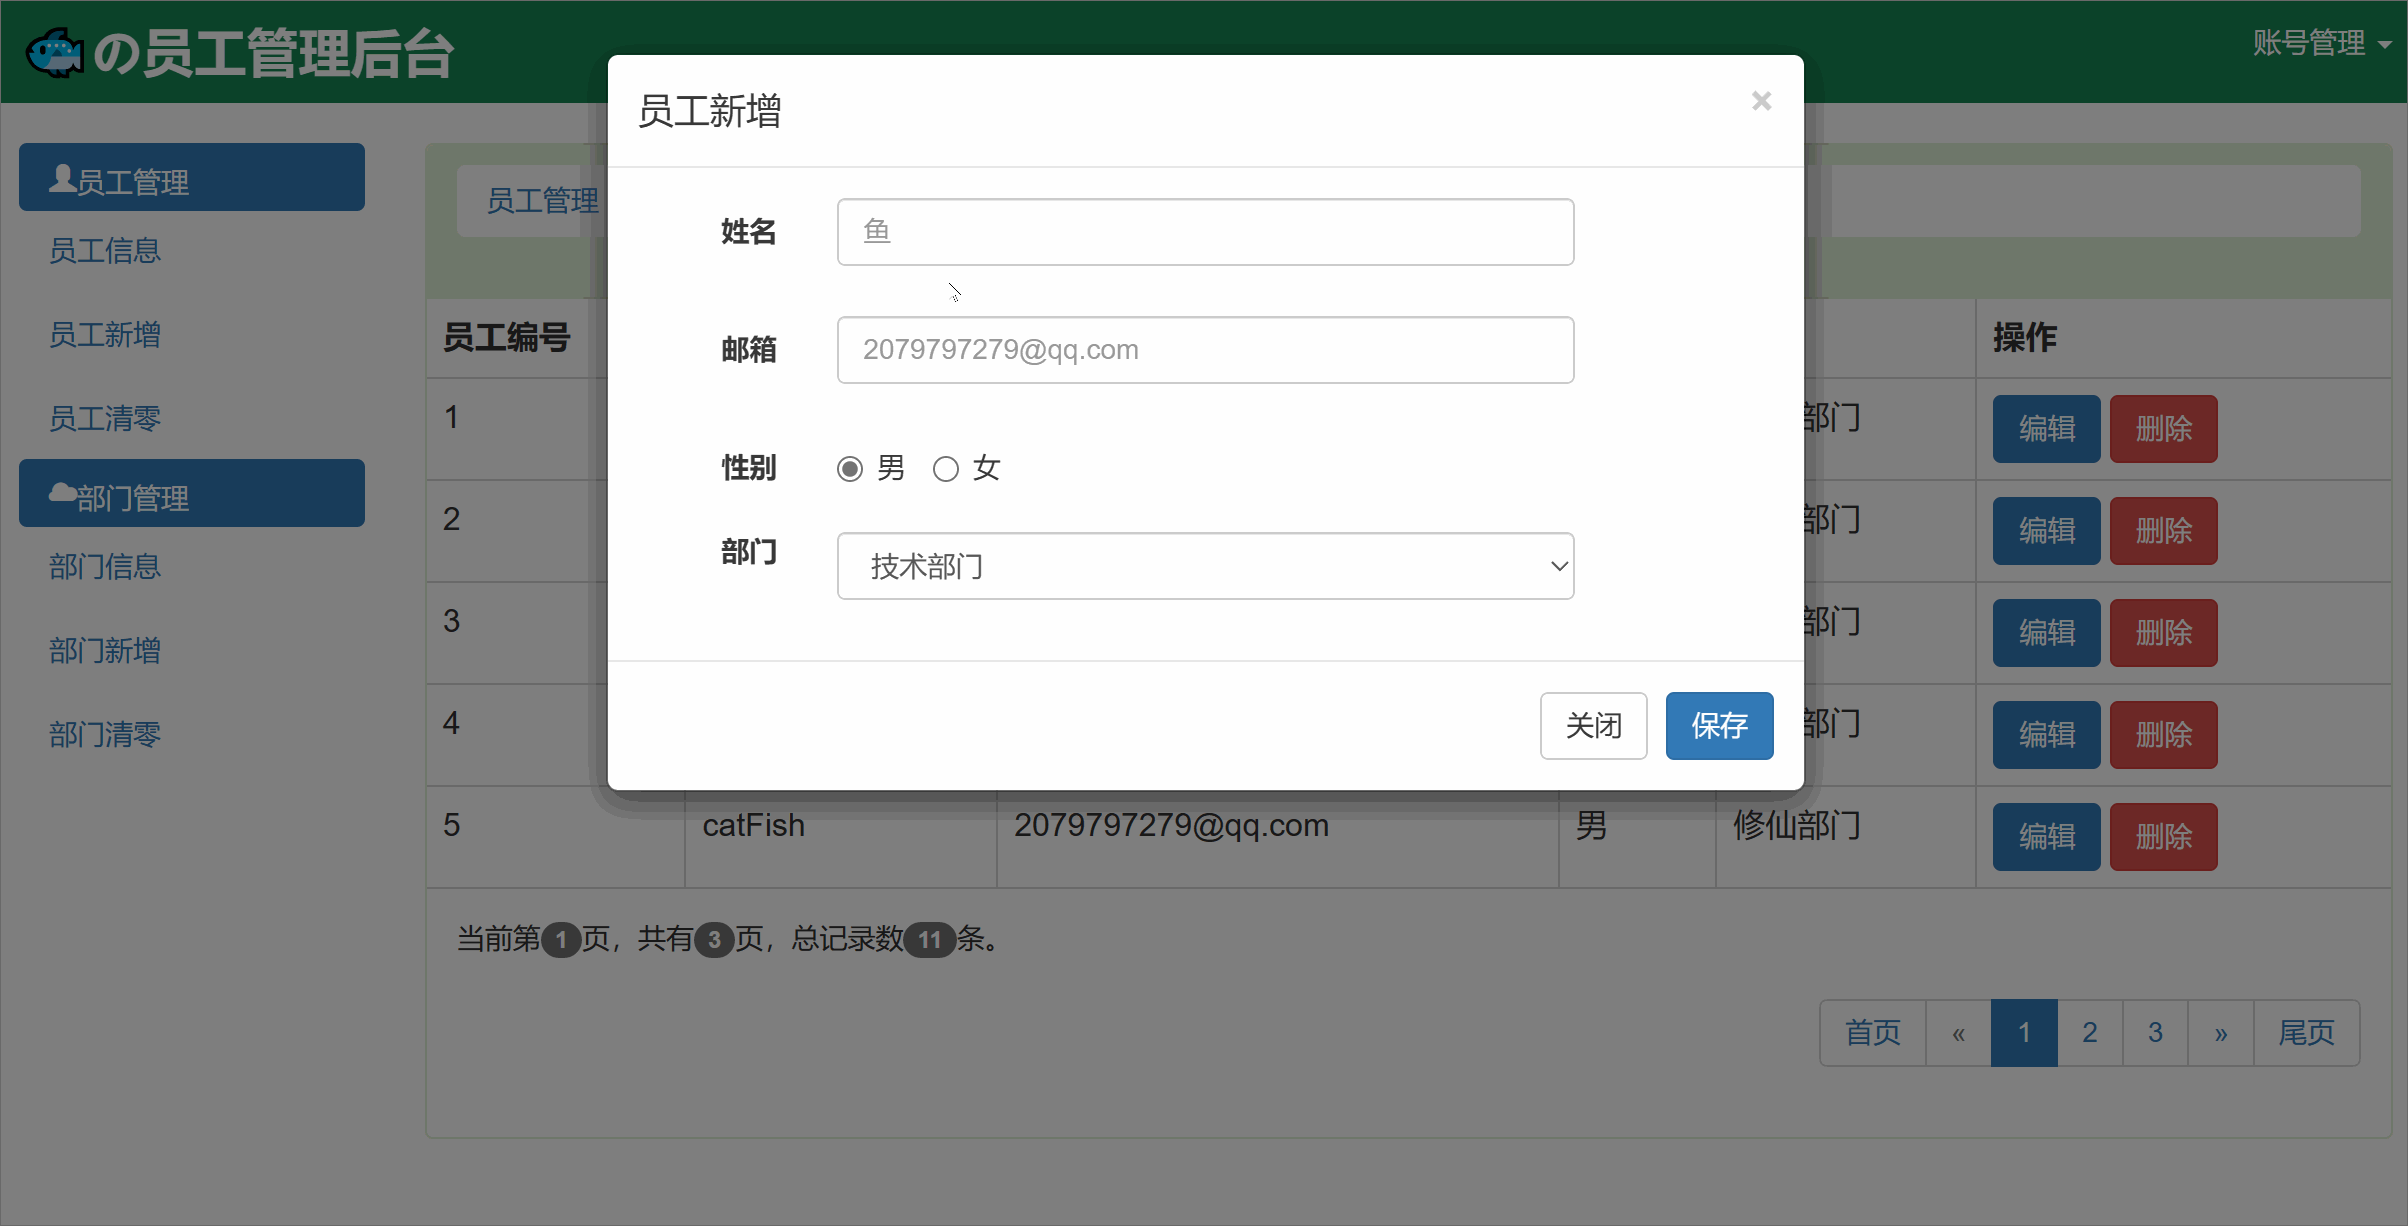 の员工管理后台
账号管理
员工新增
×
员工管理
员工信息
员工新增
员工清零
部门管理
部门信息
部门新增
部门清零
员工管理
姓名
鱼
邮箱
2079797279@qq.com
性别
男 女
部门
技术部门
关闭 保存
员工编号 操作
1 部门 编辑 删除
2 部门 编辑 删除
3 部门 编辑 删除
4 部门 编辑 删除
5 catFish 2079797279@qq.com 男 修仙部门 编辑 删除
当前第1页，共有3页，总记录数11条。
首页 « 1 2 3 » 尾页